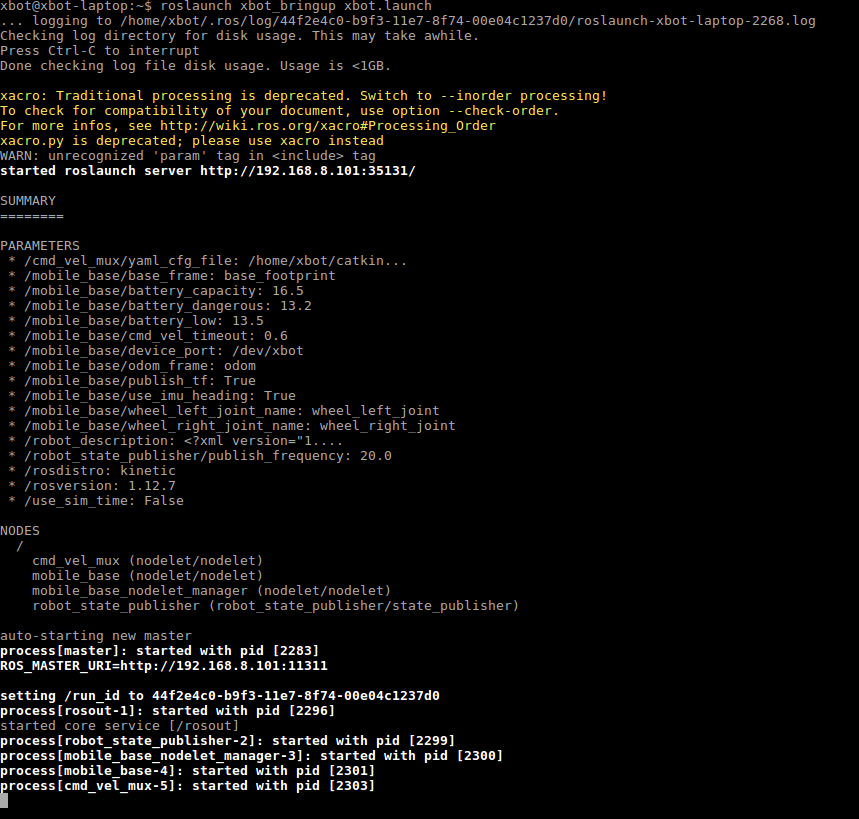 xbot@xbot-laptop:~$ roslaunch xbot_bringup xbot.launch
... logging to /home/xbot/.ros/log/44f2e4c0-b9f3-11e7-8f74-00e04c1237d0/roslaunch-xbot-laptop-2268.log
Checking log directory for disk usage. This may take awhile.
Press Ctrl-C to interrupt
Done checking log file disk usage. Usage is <1GB.

xacro: Traditional processing is deprecated. Switch to --inorder processing!
To check for compatibility of your document, use option --check-order.
For more infos, see http://wiki.ros.org/xacro#Processing_Order
xacro.py is deprecated; please use xacro instead
WARN: unrecognized 'param' tag in <include> tag
started roslaunch server http://192.168.8.101:35131/

SUMMARY
========

PARAMETERS
 * /cmd_vel_mux/yaml_cfg_file: /home/xbot/catkin...
 * /mobile_base/base_frame: base_footprint
 * /mobile_base/battery_capacity: 16.5
 * /mobile_base/battery_dangerous: 13.2
 * /mobile_base/battery_low: 13.5
 * /mobile_base/cmd_vel_timeout: 0.6
 * /mobile_base/device_port: /dev/xbot
 * /mobile_base/odom_frame: odom
 * /mobile_base/publish_tf: True
 * /mobile_base/use_imu_heading: True
 * /mobile_base/wheel_left_joint_name: wheel_left_joint
 * /mobile_base/wheel_right_joint_name: wheel_right_joint
 * /robot_description: <?xml version="1....
 * /robot_state_publisher/publish_frequency: 20.0
 * /rosdistro: kinetic
 * /rosversion: 1.12.7
 * /use_sim_time: False

NODES
  /
    cmd_vel_mux (nodelet/nodelet)
    mobile_base (nodelet/nodelet)
    mobile_base_nodelet_manager (nodelet/nodelet)
    robot_state_publisher (robot_state_publisher/state_publisher)

auto-starting new master
process[master]: started with pid [2283]
ROS_MASTER_URI=http://192.168.8.101:11311

setting /run_id to 44f2e4c0-b9f3-11e7-8f74-00e04c1237d0
process[rosout-1]: started with pid [2296]
started core service [/rosout]
process[robot_state_publisher-2]: started with pid [2299]
process[mobile_base_nodelet_manager-3]: started with pid [2300]
process[mobile_base-4]: started with pid [2301]
process[cmd_vel_mux-5]: started with pid [2303]